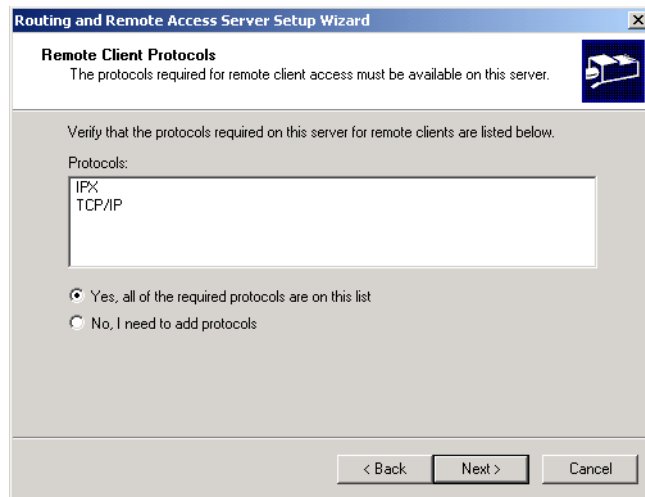 Routing and Remote Access Server Setup Wizard
Remote Client Protocols
The protocols required for remote client access must be available on this server.
Verify that the protocols required on this server for remote clients are listed below.
Protocols:
IPX
TCP/IP
Yes, all of the required protocols are on this list
No, I need to add protocols
< Back Next > Cancel